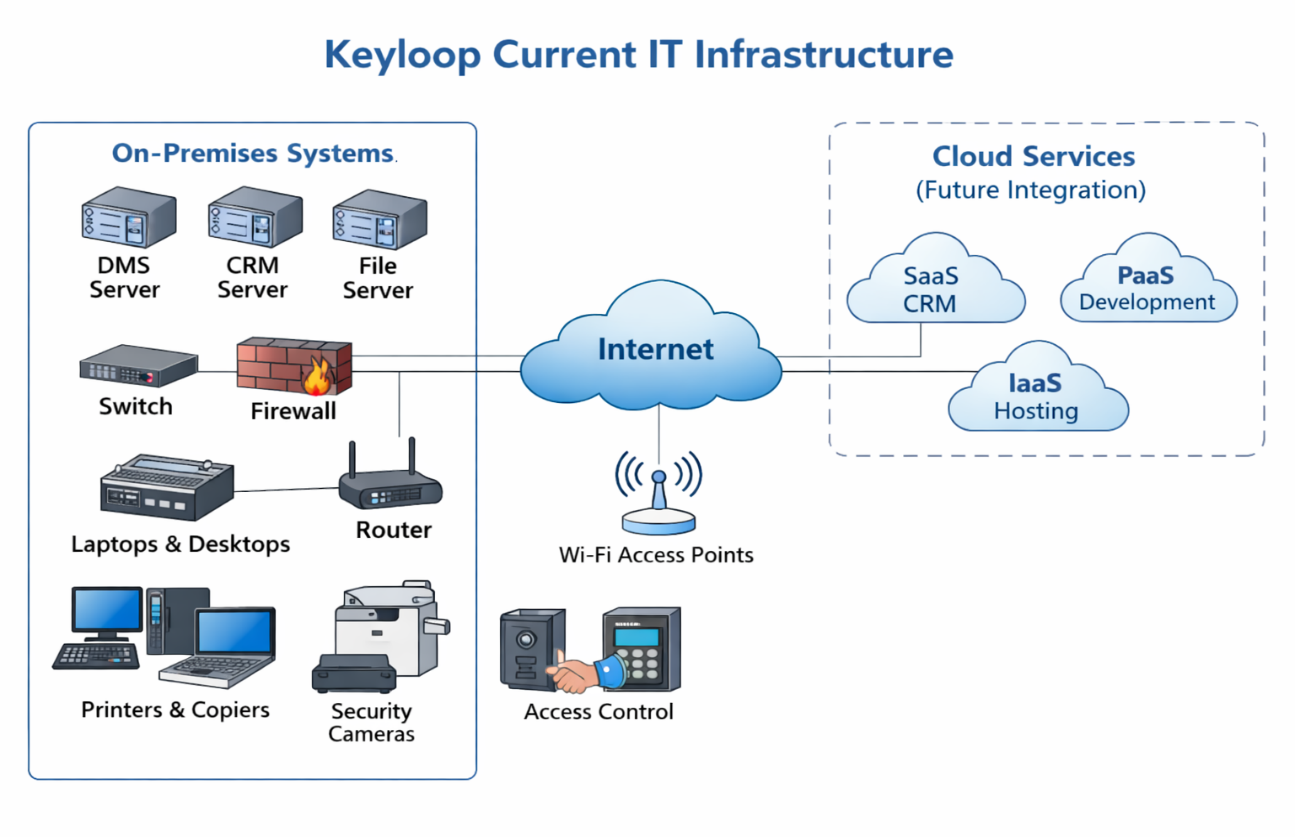 Keyloop Current IT Infrastructure
On-Premises Systems.
DMS
Server
CRM
Server
File
Server
Switch
Firewall
Laptops & Desktops
Router
Printers & Copiers
Security
Cameras
Internet
Wi-Fi Access Points
Access Control
Cloud Services
(Future Integration)
SaaS
CRM
PaaS
Development
IaaS
Hosting